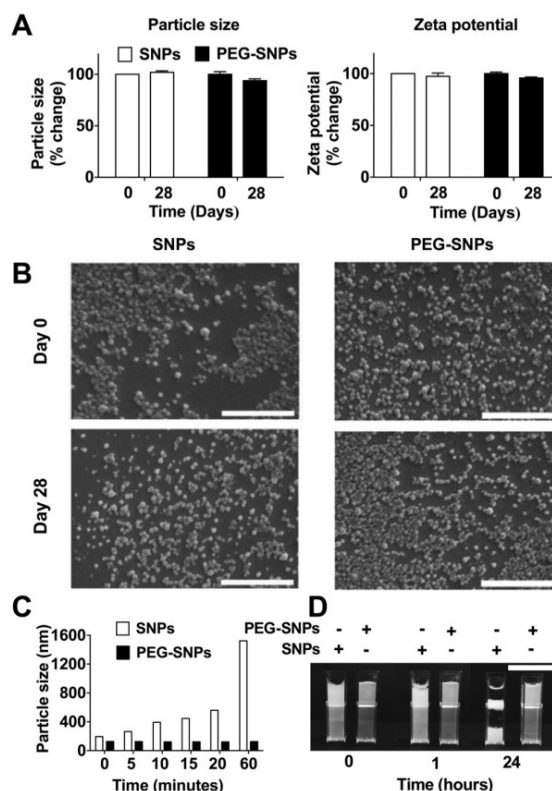 A
Particle size
Zeta potential
SNPs
PEG-SNPs
Particle size
(% change)
100
50
0
0 28 0 28
Time (Days)
Zeta potential
(% change)
100
50
0
0 28 0 28
Time (Days)
SNPs
PEG-SNPs
B
Day 0
Day 28
C
SNPs
PEG-SNPs
Particle size (nm)
1600
1200
800
400
0
0 5 10 15 20 60
Time (minutes)
D
PEG-SNPs - + - + - +
SNPs + - + - + -
0 1 24
Time (hours)